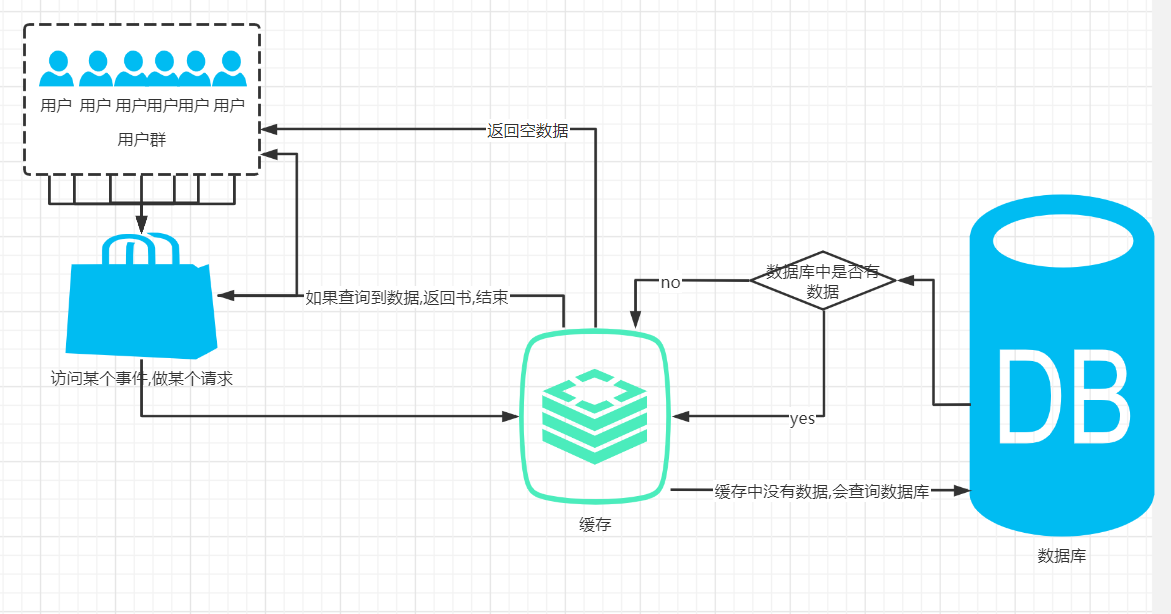 用户 用户 用户 用户 用户 用户
用户群
返回空数据
数据库中是否有
数据
no
如果查询到数据,返回书,结束
访问某个事件,做某个请求
yes
DB
缓存中没有数据,会查询数据库
缓存
数据库